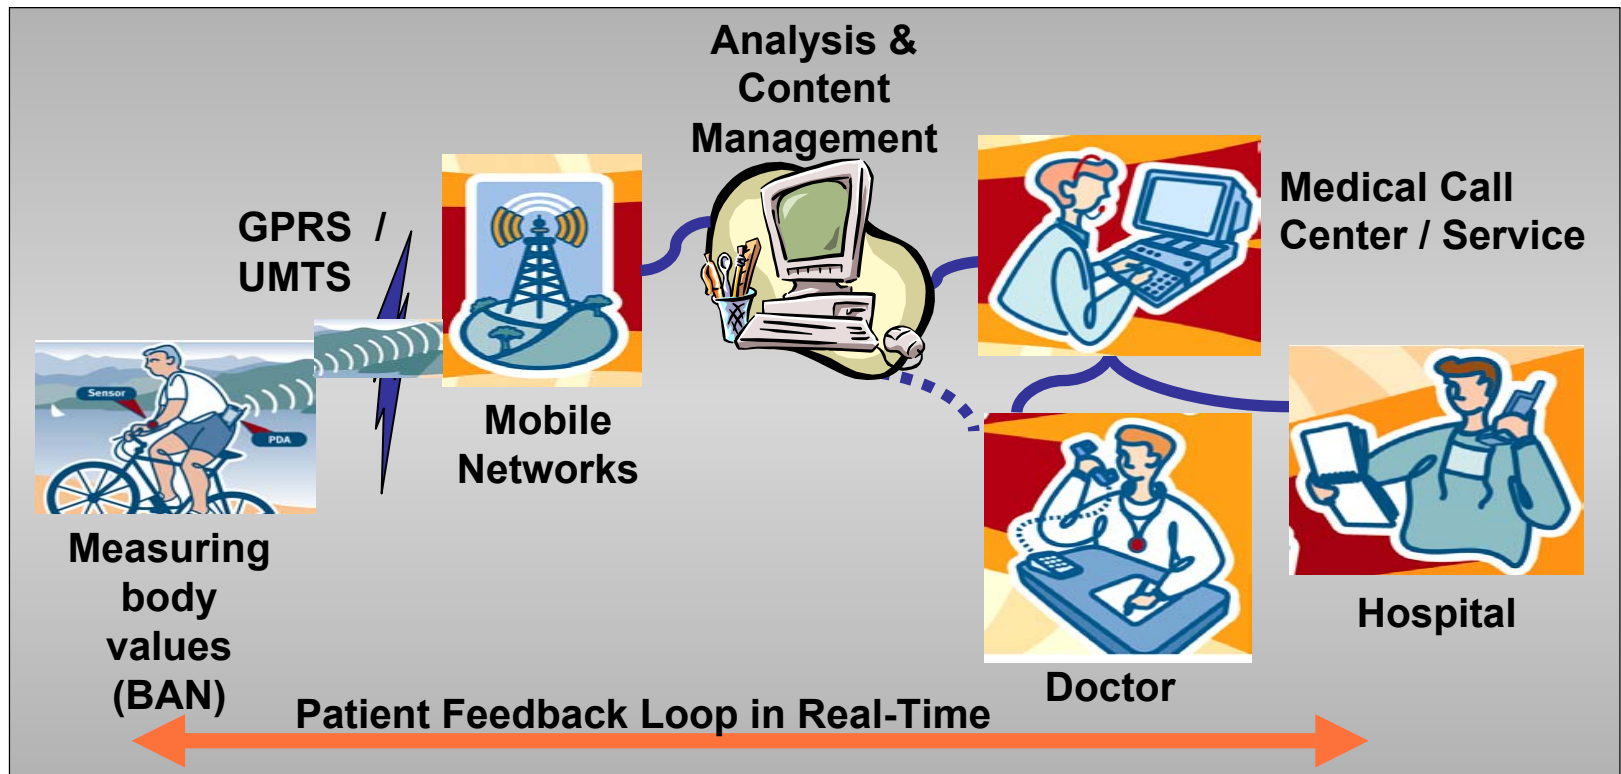 Analysis &
Content
Management
GPRS /
UMTS
Medical Call
Center / Service
Sensor
PDA
Mobile
Networks
Measuring
body
values
(BAN)
Hospital
Doctor
Patient Feedback Loop in Real-Time